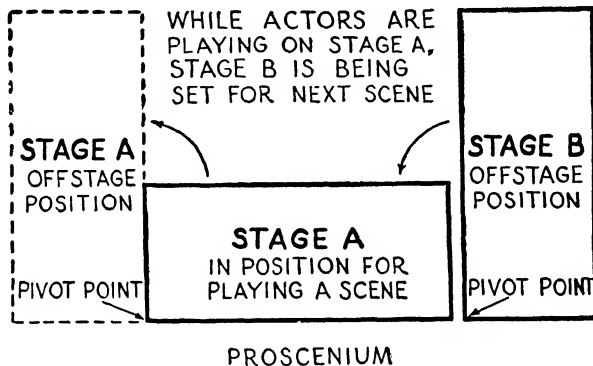 WHILE ACTORS ARE
PLAYING ON STAGE A,
STAGE B IS BEING
SET FOR NEXT SCENE
STAGE A
OFFSTAGE
POSITION
STAGE B
OFFSTAGE
POSITION
STAGE A
IN POSITION FOR
PLAYING A SCENE
PIVOT POINT
PIVOT POINT
PROSCENIUM